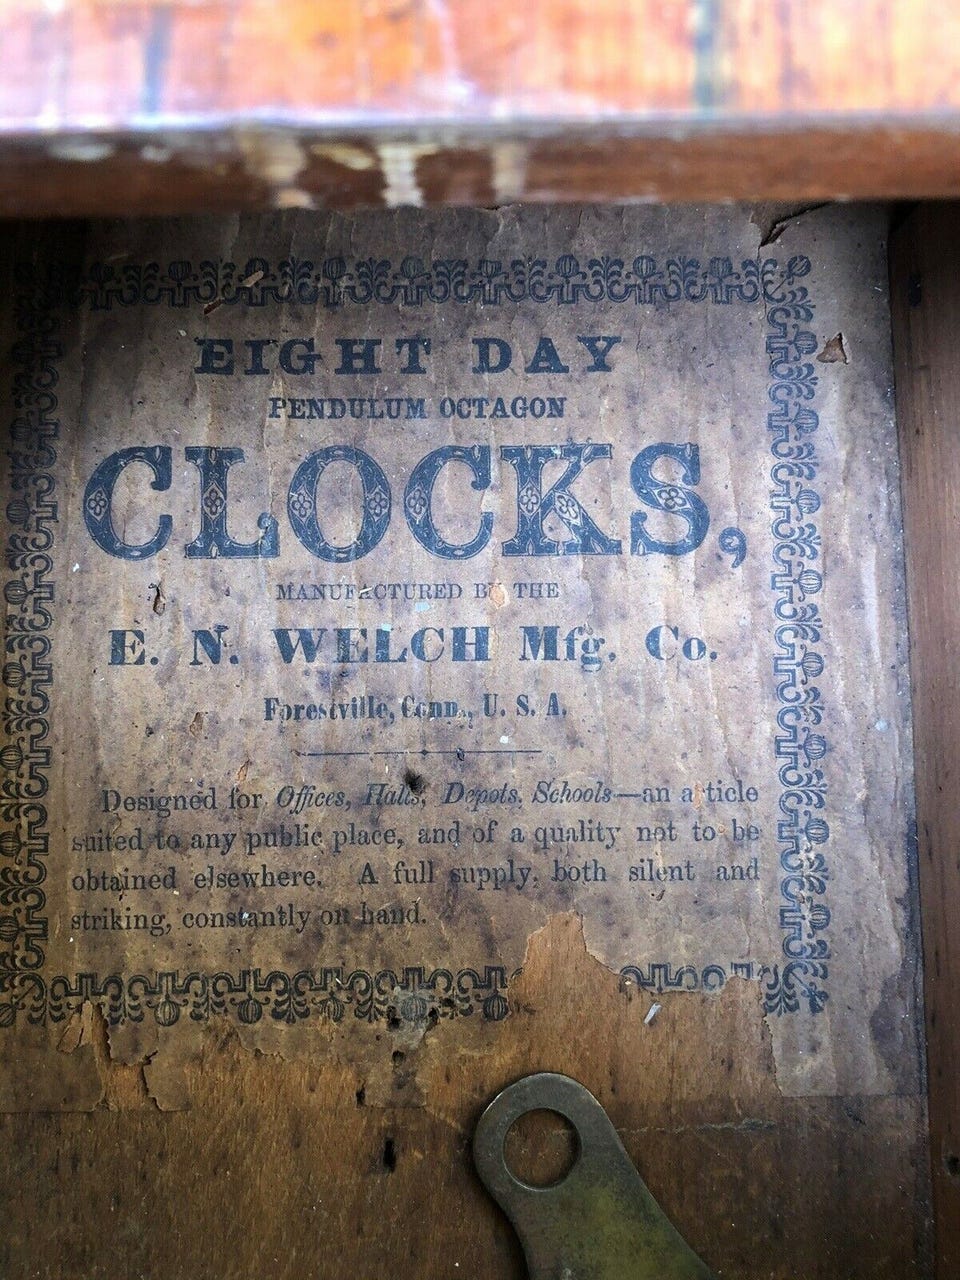 EIGHT DAY
PENDULUM OCTAGON
CLOCKS,
MANUFACTURED BY THE
E. N. WELCH Mfg. Co.
Forestville, Conn., U. S. A.
Designed for Offices, Halls, Depots, Schools—an article
suited to any public place, and of a quality not to be
obtained elsewhere. A full supply, both silent and
striking, constantly on hand.